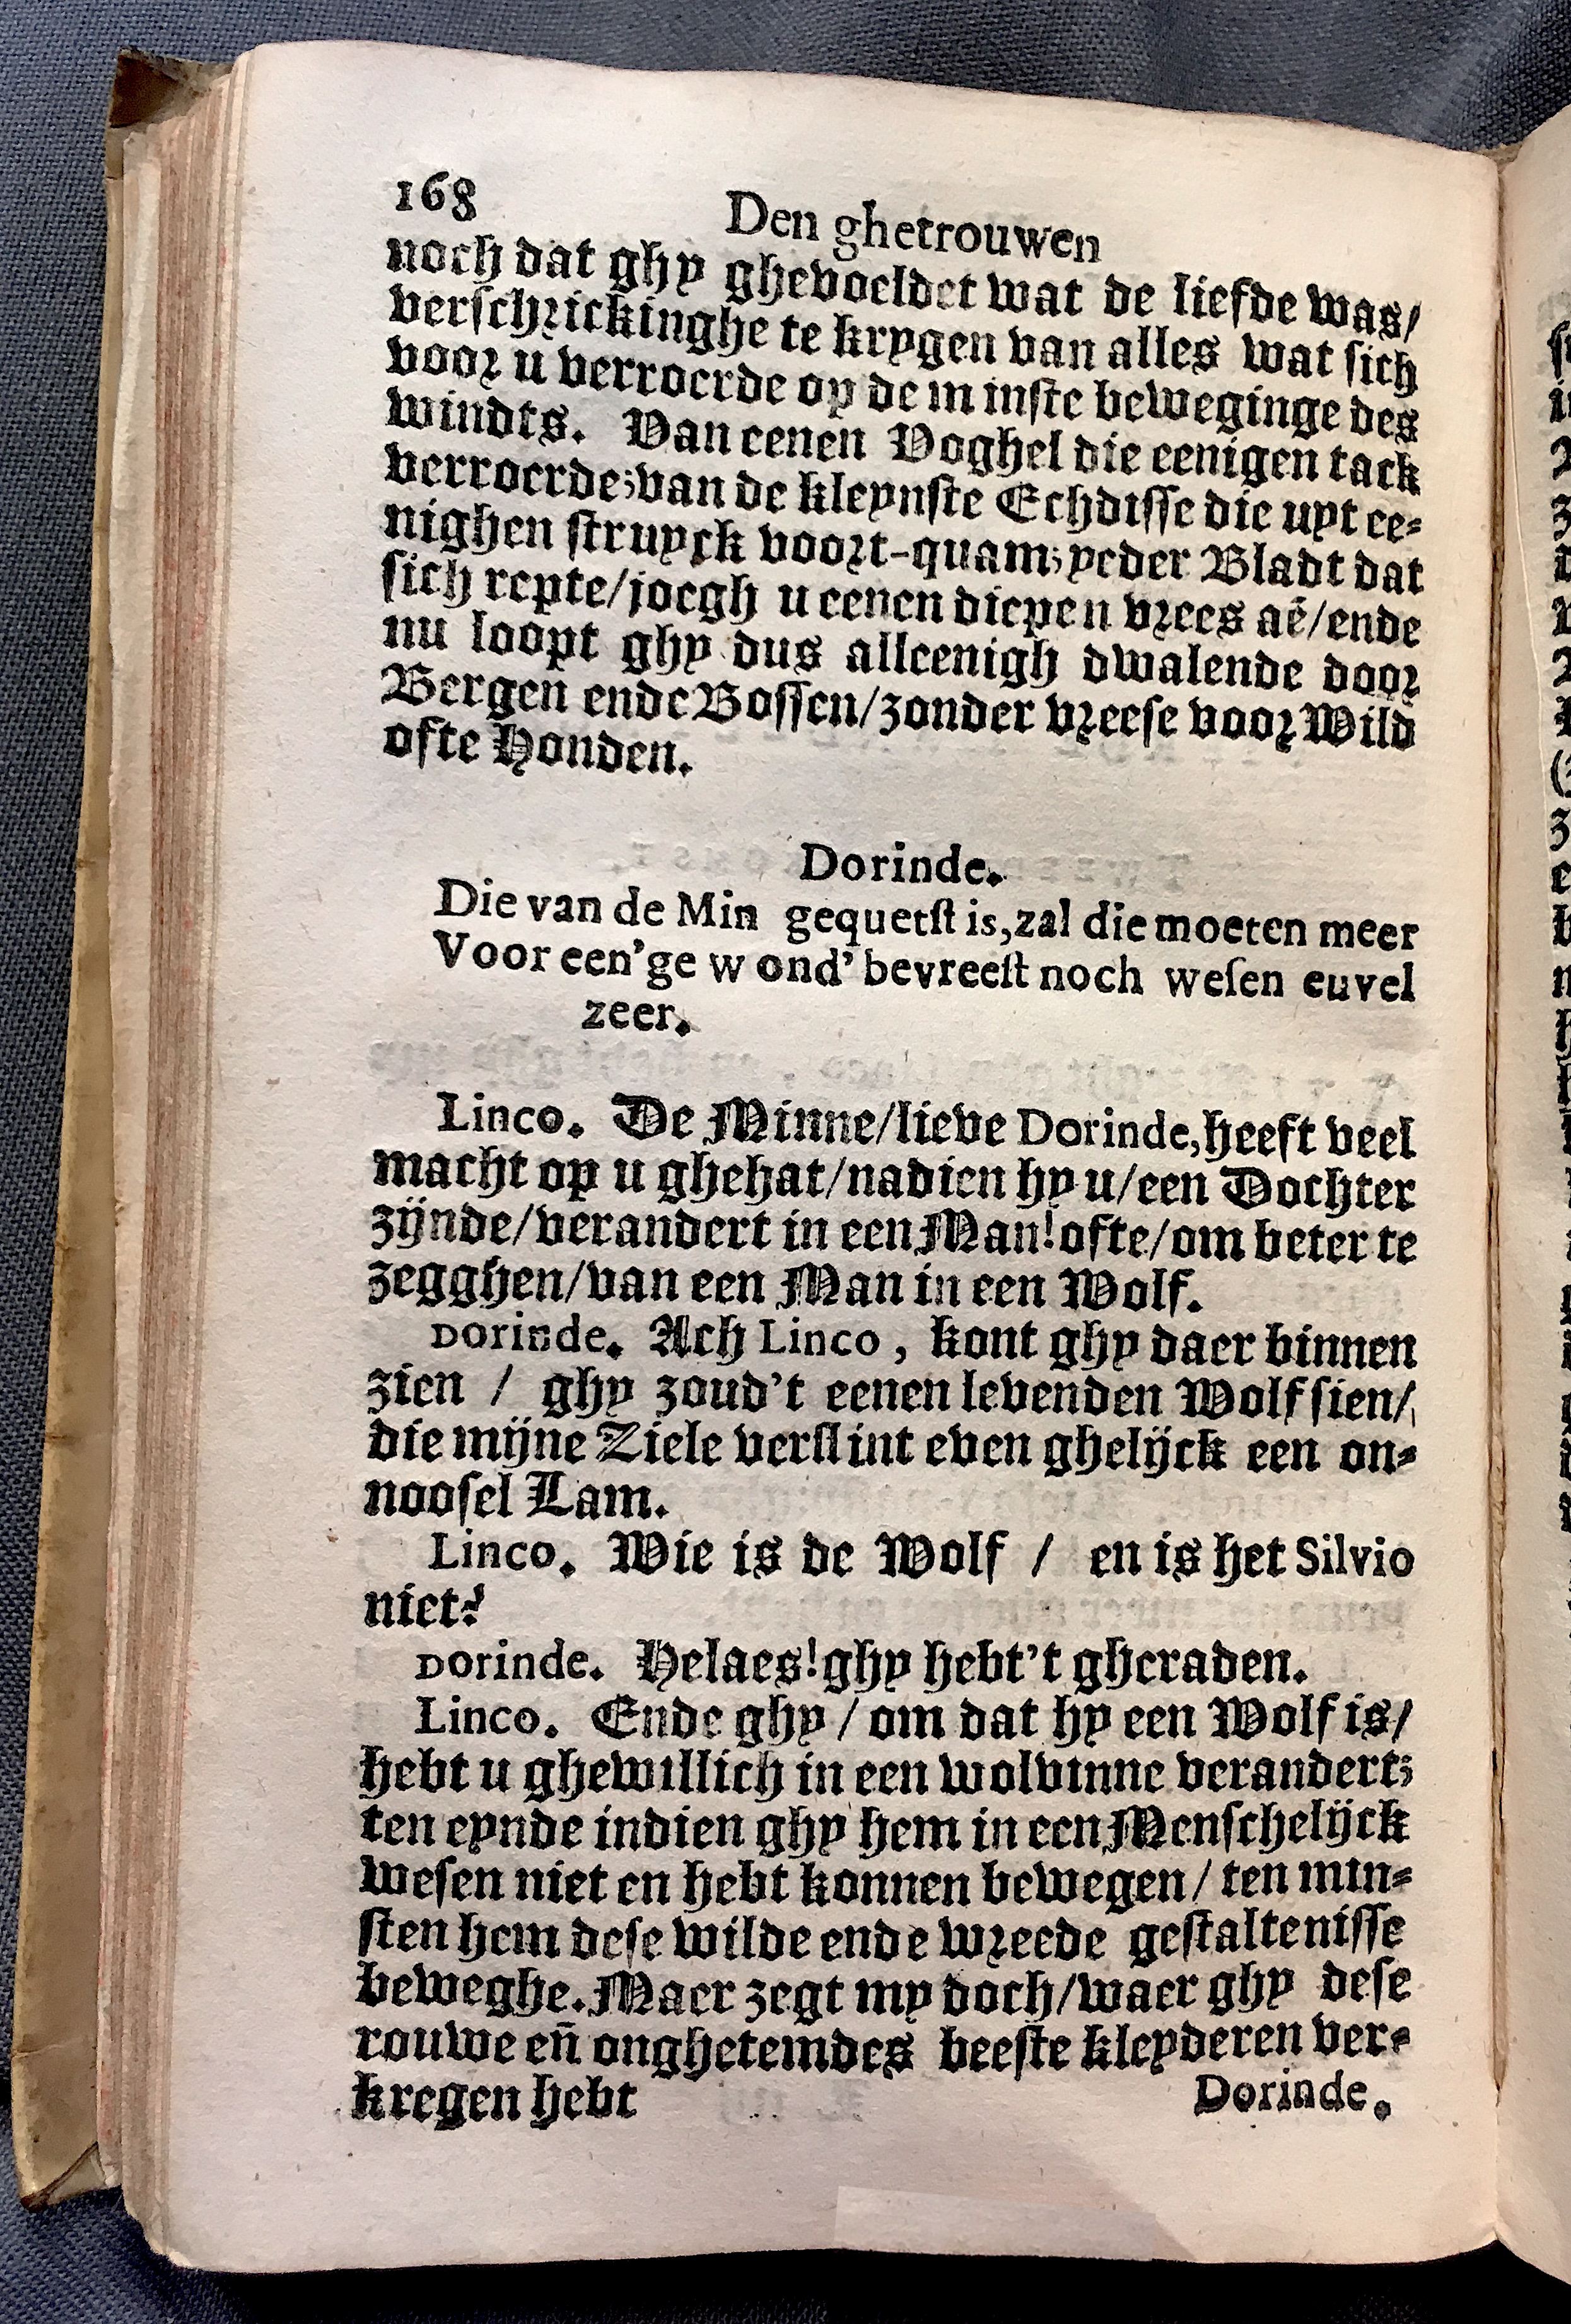 168
Den ghetrouwen
noch dat ghy ghevoeldet wat de liefde was/
verschrickinghe te krygen van alles wat sich
voor u verroerde op de minste beweginge des
windts. Van eenen Voghel die eenigen tack
verroerde; van de kleynste Echdisse die uyt ee-
nighen struyck voort-quam; yeder Bladt dat
sich repte/joegh u eenen diepen vrees aē/ende
nu loopt ghy dus alleenigh dwalende door
Bergen ende Bossen/zonder vreese voor Wild
ofte Honden.
Dorinde.
Die van de Min gequetst is, zal die moeten meer
Voor een'ge wond' bevreest noch wesen euvel
zeer.
Linco. De Minne/lieve Dorinde, heeft veel
macht op u ghehat/nadien hy u/een Dochter
zijnde/verandert in een Man! ofte/om beter te
zegghen/van een Man in een Wolf.
Dorinde. Ach Linco, kont ghy daer binnen
zien / ghy zoud't eenen levenden Wolf sien/
die mijne Ziele verslint even ghelijck een on-
noosel Lam.
Linco. Wie is de Wolf / en is het Silvio
niet?
Dorinde. Helaes! ghy hebt't gheraden.
Linco. Ende ghy / om dat hy een Wolf is/
hebt u ghewillich in een wolvinne verandert;
ten eynde indien ghy hem in een Menschelijck
wesen niet en hebt konnen bewegen / ten min-
sten hem dese wilde ende wreede gestaltenisse
beweghe. Maer zegt my doch/waer ghy dese
rouwe eñ onghetemdes beeste kleyderen ver-
kregen hebt
Dorinde.